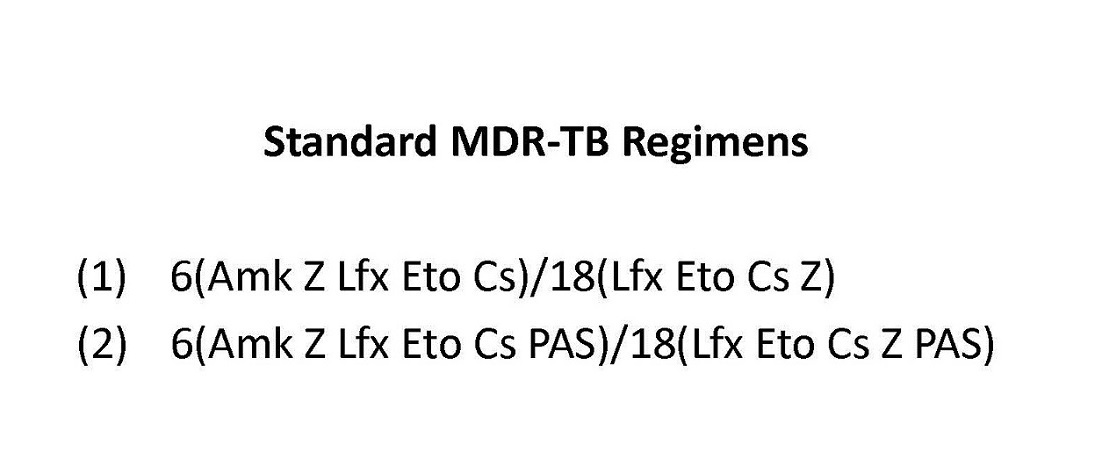 Standard MDR-TB Regimens
(1) 6(Amk Z Lfx Eto Cs)/18(Lfx Eto Cs Z)
(2) 6(Amk Z Lfx Eto Cs PAS)/18(Lfx Eto Cs Z PAS)